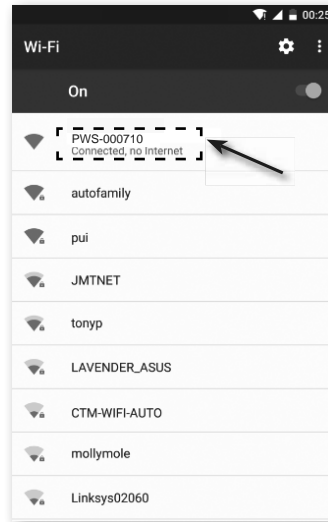 00:25
Wi-Fi
On
PWS-000710
Connected, no Internet
autofamily
pui
JMTNET
tonyp
LAVENDER_ASUS
CTM-WIFI-AUTO
mollymole
Linksys02060